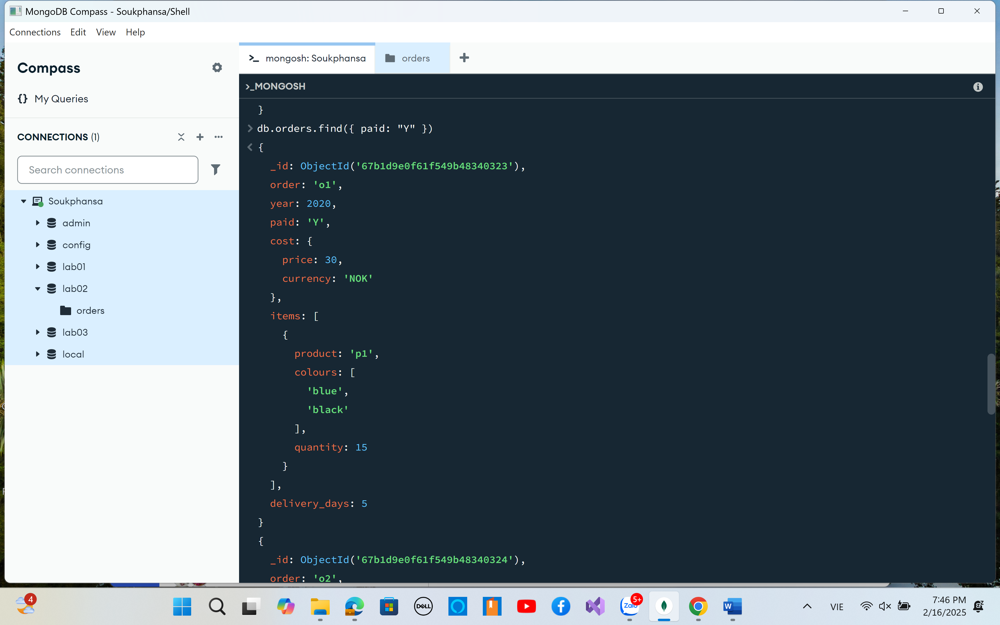 MongoDB Compass - Soukphansa/Shell
Connections Edit View Help
Compass
{} My Queries
CONNECTIONS (1)
Search connections
Soukphansa
admin
config
lab01
lab02
orders
lab03
local
>_ mongosh: Soukphansa
orders
>_MONGOSH
}
> db.orders.find({ paid: "Y" })
< {
_id: ObjectId('67b1d9e0f61f549b48340323'),
order: 'o1',
year: 2020,
paid: 'Y',
cost: {
price: 30,
currency: 'NOK'
},
items: [
{
product: 'p1',
colours: [
'blue',
'black'
],
quantity: 15
}
],
delivery_days: 5
}
{
_id: ObjectId('67b1d9e0f61f549b48340324'),
order: 'o2',
4
DELL
Zalo
5+
W
VIE
7:46 PM
2/16/2025